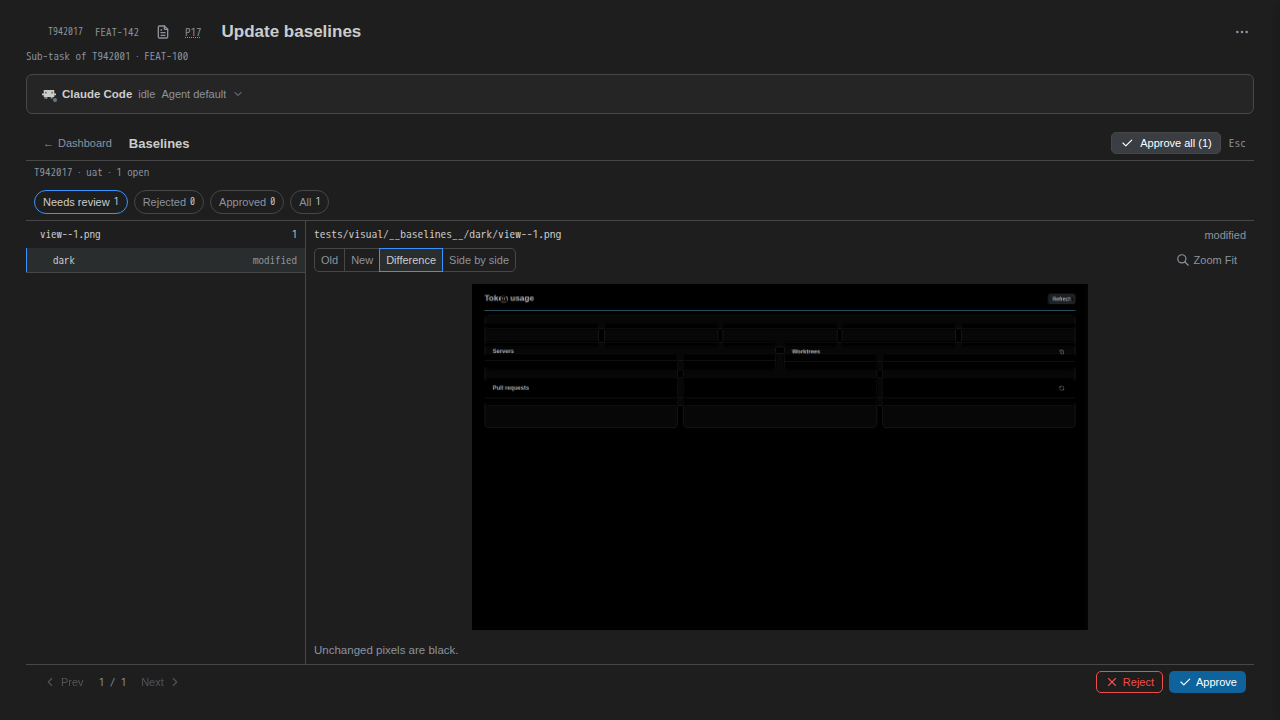 T942017 FEAT-142 P17 Update baselines
Sub-task of T942001 · FEAT-100
Claude Code idle Agent default
← Dashboard Baselines Approve all (1) Esc
T942017 · uat · 1 open
Needs review 1 Rejected 0 Approved 0 All 1
view--1.png 1
dark modified
tests/visual/__baselines__/dark/view--1.png modified
Old New Difference Side by side Zoom Fit
usage
Servers Worktrees
Pull requests
Unchanged pixels are black.
Prev 1 / 1 Next Reject Approve